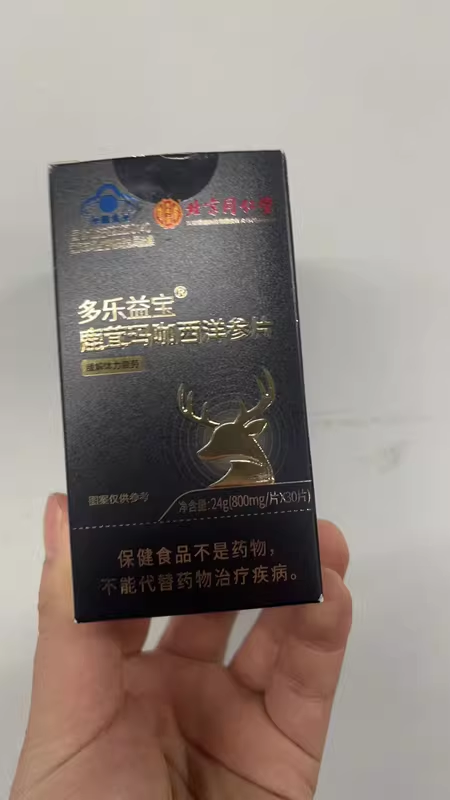 北京同仁堂
多乐益宝®
鹿茸玛咖西洋参片
缓解体力疲劳
图案仅供参考
净含量:24g(800mg/片X30片)
保健食品不是药物,
不能代替药物治疗疾病。